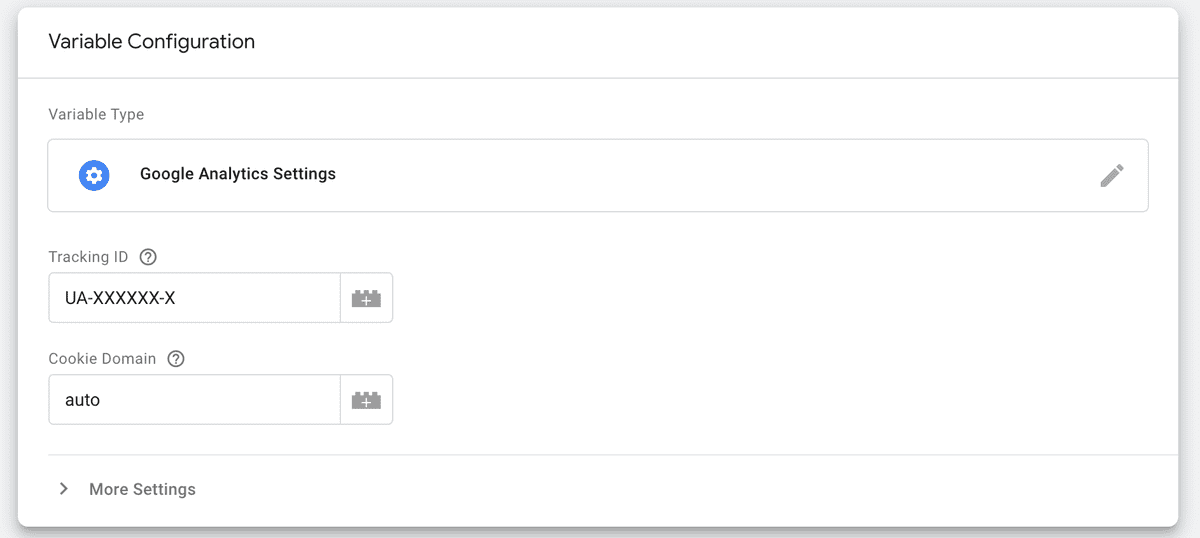 Variable Configuration
Variable Type
Google Analytics Settings
Tracking ID ?
UA-XXXXXX-X
Cookie Domain ?
auto
More Settings